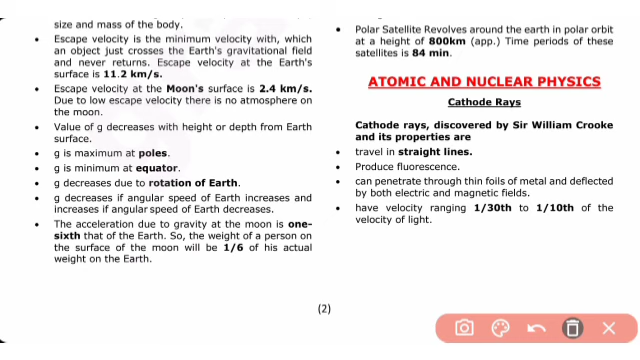 size and mass of the body.
• Escape velocity is the minimum velocity with, which
an object just crosses the Earth's gravitational field
and never returns. Escape velocity at the Earth's
surface is 11.2 km/s.
• Escape velocity at the Moon's surface is 2.4 km/s.
Due to low escape velocity there is no atmosphere on
the moon.
• Value of g decreases with height or depth from Earth
surface.
• g is maximum at poles.
• g is minimum at equator.
• g decreases due to rotation of Earth.
• g decreases if angular speed of Earth increases and
increases if angular speed of Earth decreases.
• The acceleration due to gravity at the moon is one-
sixth that of the Earth. So, the weight of a person on
the surface of the moon will be 1/6 of his actual
weight on the Earth.
• Polar Satellite Revolves around the earth in polar orbit
at a height of 800km (app.) Time periods of these
satellites is 84 min.
ATOMIC AND NUCLEAR PHYSICS
Cathode Rays
Cathode rays, discovered by Sir William Crooke
and its properties are
• travel in straight lines.
• Produce fluorescence.
• can penetrate through thin foils of metal and deflected
by both electric and magnetic fields.
• have velocity ranging 1/30th to 1/10th of the
velocity of light.
(2)